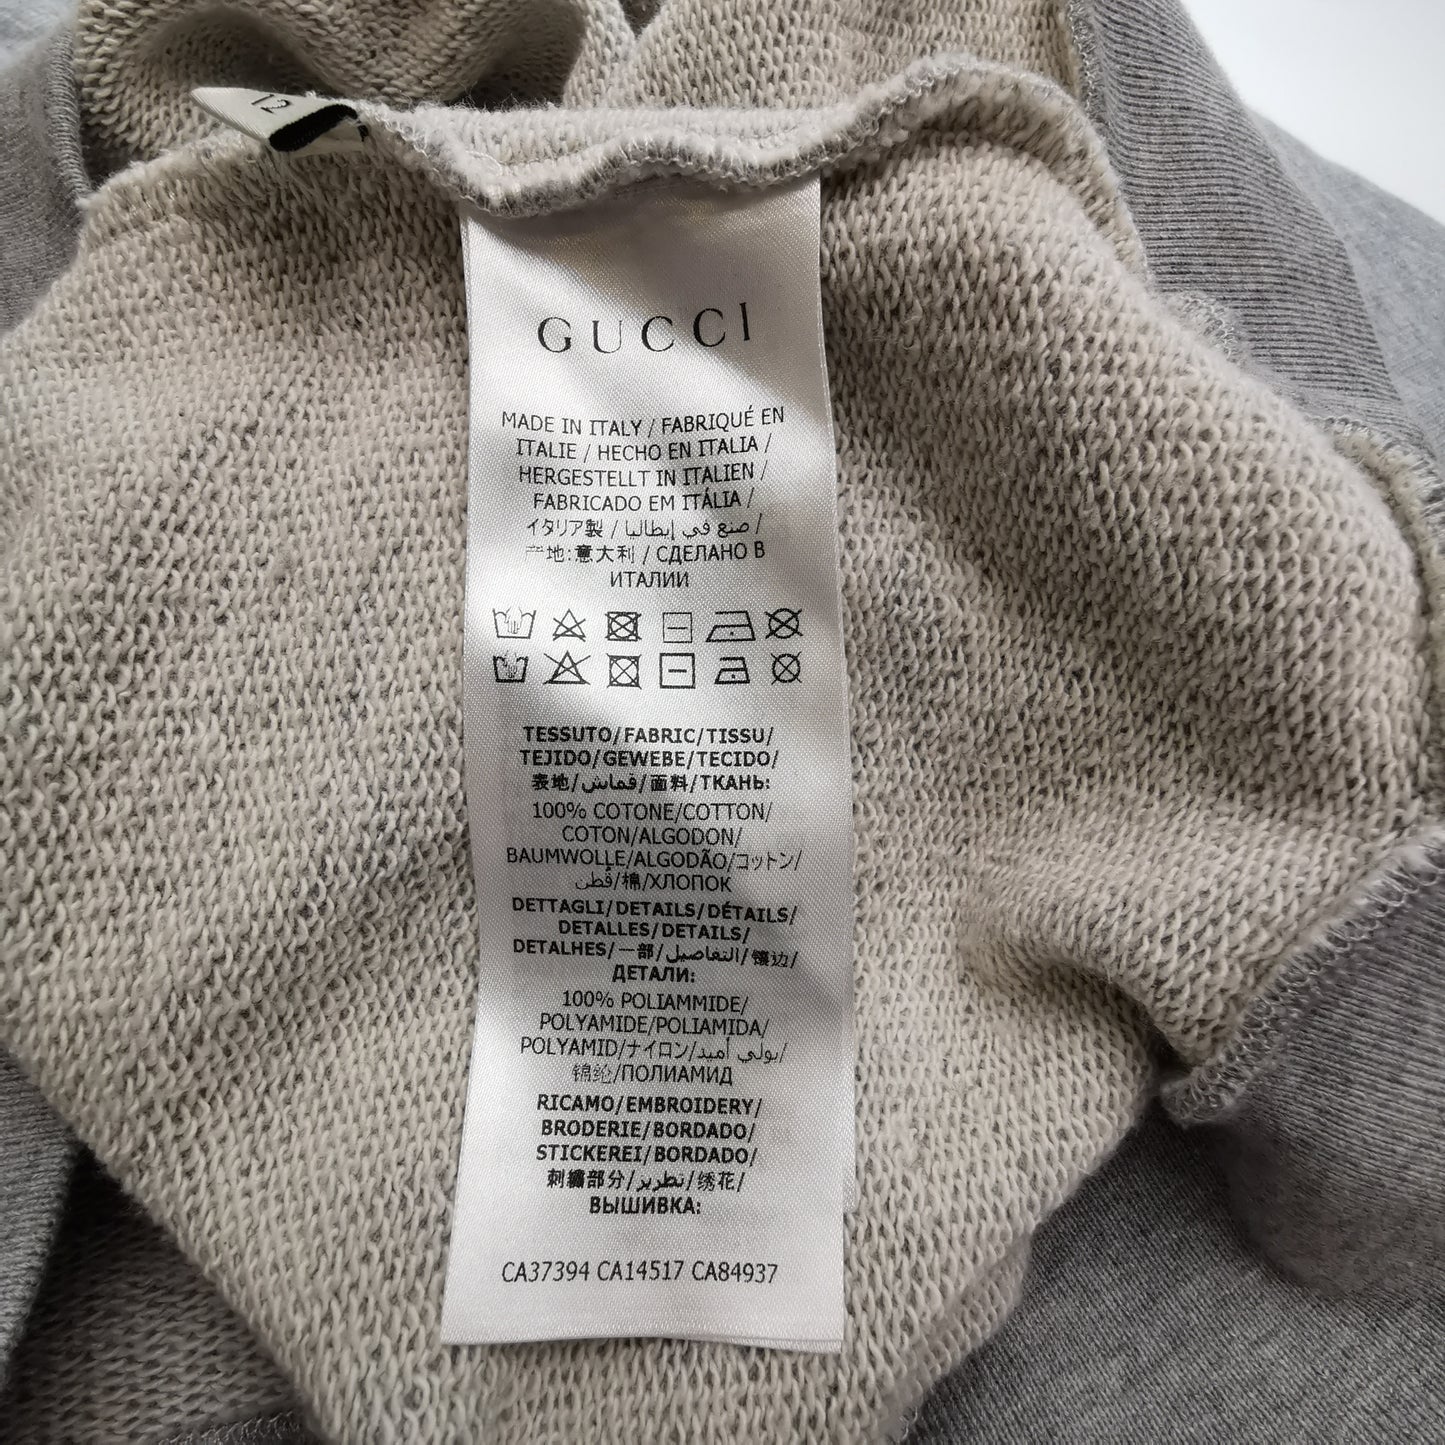 12
GUCCI
MADE IN ITALY / FABRIQUÉ EN
ITALIE / HECHO EN ITALIA /
HERGESTELLT IN ITALIEN /
FABRICADO EM ITÁLIA /
イタリア製 / صنع في إيطاليا /
产地:意大利 / СДЕЛАНО В
ИТАЛИИ
TESSUTO/FABRIC/TISSU/
TEJIDO/GEWEBE/TECIDO/
表地/قماش/面料/ТКАНЬ:
100% COTONE/COTTON/
COTON/ALGODON/
BAUMWOLLE/ALGODÃO/コットン/
قُطن/棉/ХЛОПОК
DETTAGLI/DETAILS/DÉTAILS/
DETALLES/DETAILS/
DETALHES/一部/التفاصيل/镶边/
ДЕТАЛИ:
100% POLIAMMIDE/
POLYAMIDE/POLIAMIDA/
POLYAMID/ナイロン/بولي أميد/
锦纶/ПОЛИАМИД
RICAMO/EMBROIDERY/
BRODERIE/BORDADO/
STICKEREI/BORDADO/
刺繍部分/تطريز/绣花/
ВЫШИВКА:
CA37394 CA14517 CA84937